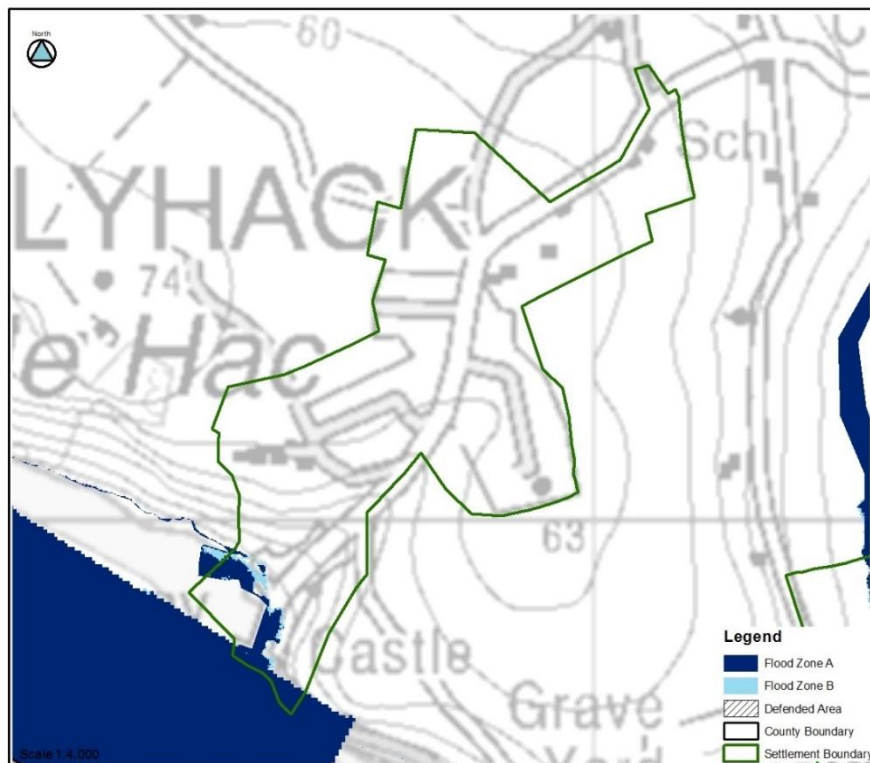 North
60
Sch
LYHACK
74
e Hac
63
Castle
Grave
Yard
Legend
Flood Zone A
Flood Zone B
Defended Area
County Boundary
Settlement Boundary
Scale 1:4,000